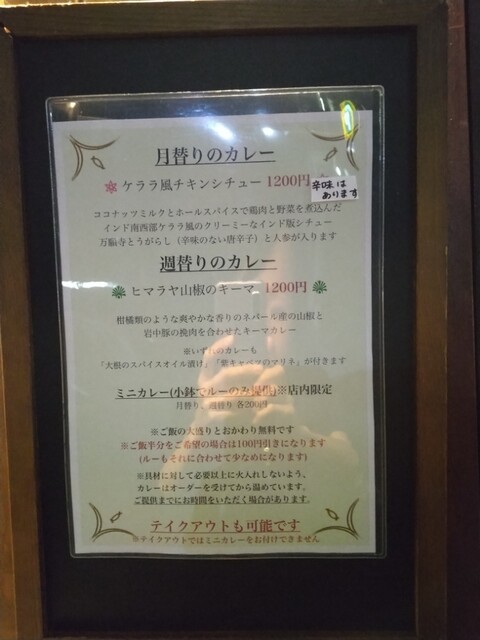 月替りのカレー
ケララ風チキンシチュー 1200円
辛味は
あります
ココナッツミルクとホールスパイスで鶏肉と野菜を煮込んだ
インド南西部ケララ風のクリーミーなインド版シチュー
万願寺とうがらし（辛味のない唐辛子）と人参が入ります
週替りのカレー
ヒマラヤ山椒のキーマ 1200円
柑橘類のような爽やかな香りのネパール産の山椒と
岩中豚の挽肉を合わせたキーマカレー
※いずれのカレーも
「大根のスパイスオイル漬け」「紫キャベツのマリネ」が付きます
ミニカレー(小鉢でルーのみ提供)※店内限定
月替り、週替り 各200円
※ご飯の大盛りとおかわり無料です
※ご飯半分をご希望の場合は100円引きになります
(ルーもそれに合わせて少なめになります)
※具材に対して必要以上に火入れしないよう、
カレーはオーダーを受けてから温めています。
ご提供までにお時間をいただく場合があります。
テイクアウトも可能です
※テイクアウトではミニカレーをお付けできません